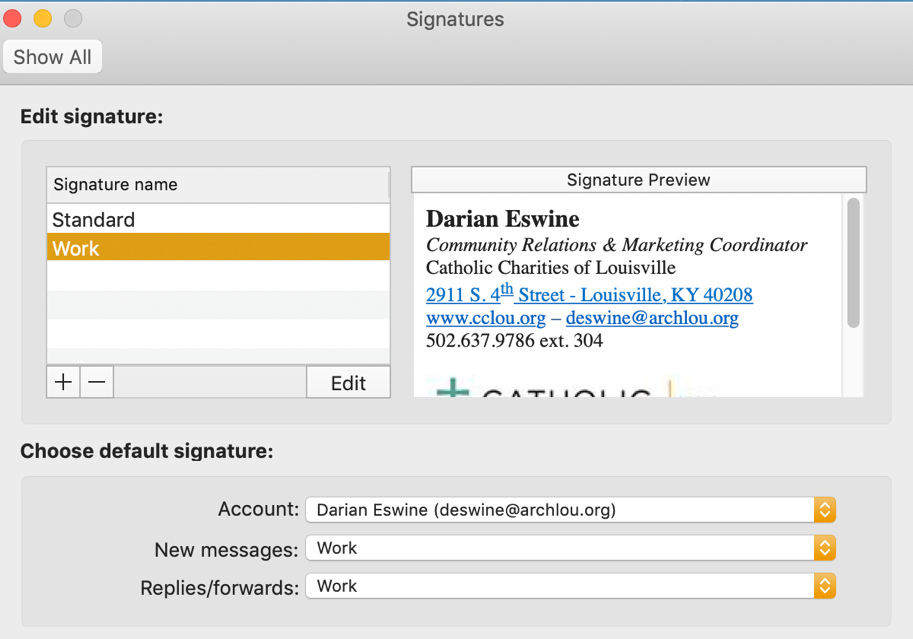 Signatures
Show All
Edit signature:
Signature name
Standard
Work
+ − Edit
Signature Preview
Darian Eswine
Community Relations & Marketing Coordinator
Catholic Charities of Louisville
2911 S. 4th Street - Louisville, KY 40208
www.cclou.org – deswine@archlou.org
502.637.9786 ext. 304
CATHOLIC
Choose default signature:
Account: Darian Eswine (deswine@archlou.org)
New messages: Work
Replies/forwards: Work